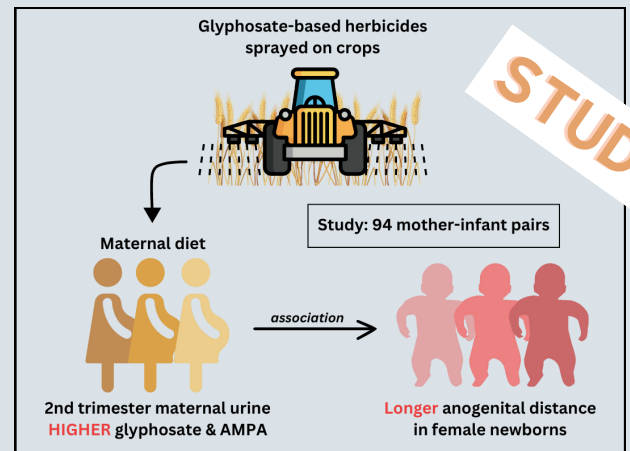 Glyphosate-based herbicides
sprayed on crops
STUD
Study: 94 mother-infant pairs
Maternal diet
association
2nd trimester maternal urine
HIGHER glyphosate & AMPA
Longer anogenital distance
in female newborns